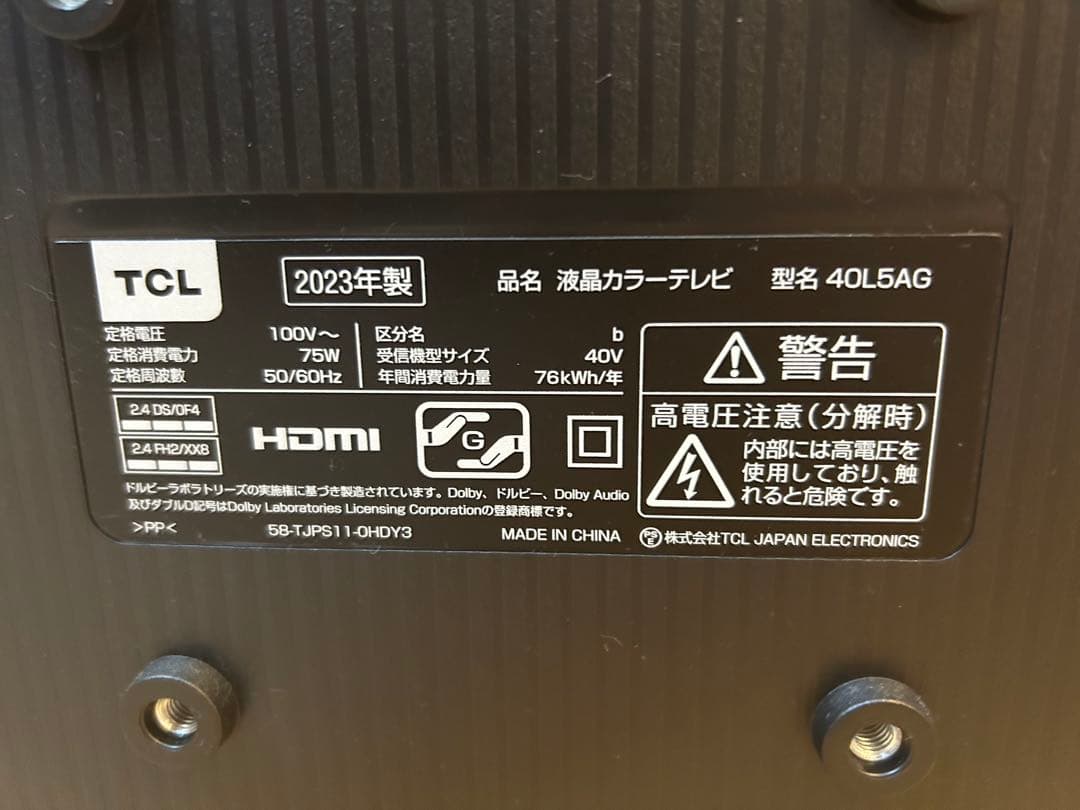 TCL
2023年製
品名 液晶カラーテレビ
型名 40L5AG
定格電圧 100V～
定格消費電力 75W
定格周波数 50/60Hz
区分名 b
受信機型サイズ 40V
年間消費電力量 76kWh/年
2.4 DS/OF4
2.4 FH2/XX8
HDMI
G
警告
高電圧注意(分解時)
内部には高電圧を
使用しており、触
れると危険です。
ドルビーラボラトリーズの実施権に基づき製造されています。Dolby、ドルビー、Dolby Audio
及びダブルD記号はDolby Laboratories Licensing Corporationの登録商標です。
>PP<
58-TJPS11-0HDY3
MADE IN CHINA
PSE 株式会社TCL JAPAN ELECTRONICS